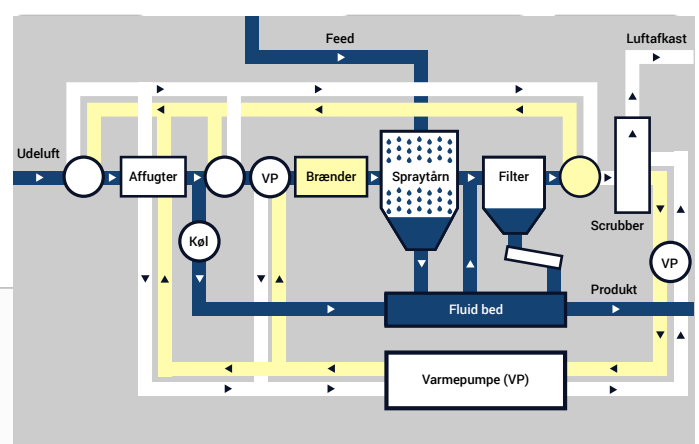 Feed
Luftafkast
Udeluft
Affugter
VP
Brænder
Spraytårn
Filter
Scrubber
Køl
VP
Produkt
Fluid bed
Varmepumpe (VP)